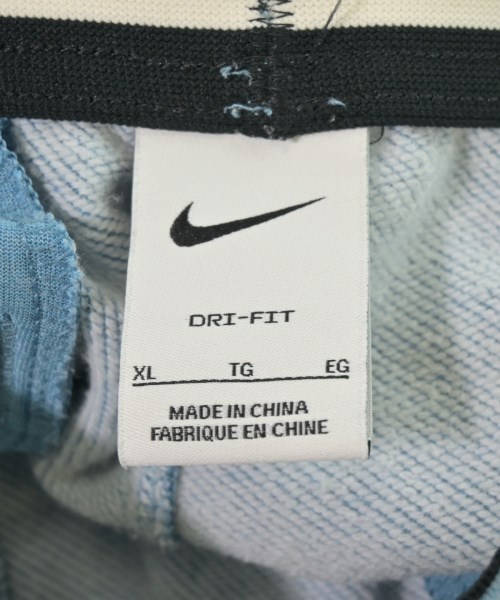 DRI-FIT
XL TG EG
MADE IN CHINA
FABRIQUE EN CHINE